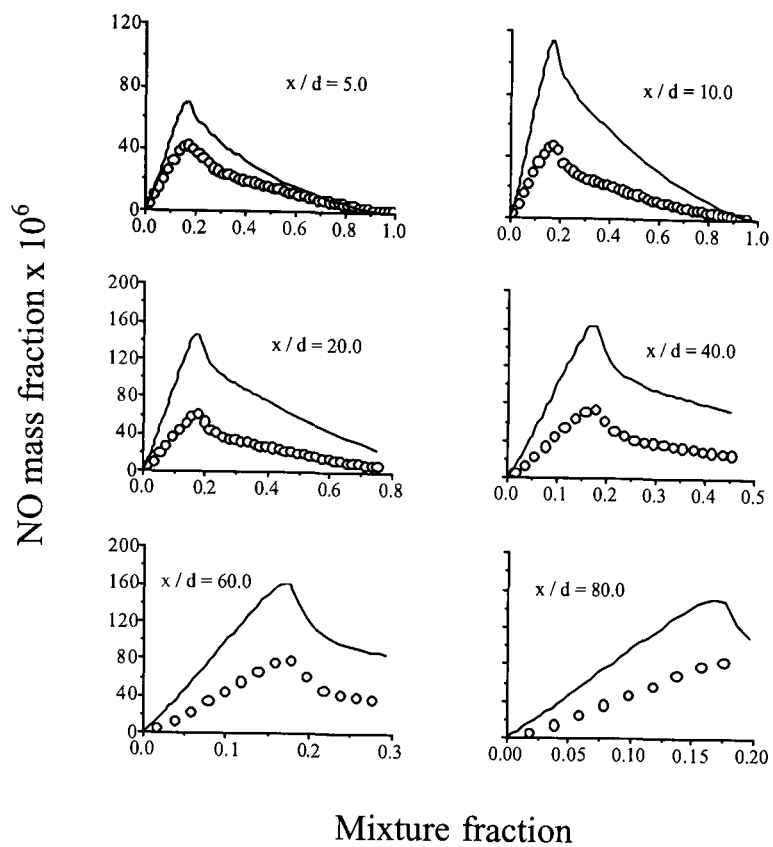 NO mass fraction x 10⁶
120
80
40
0
0.0 0.2 0.4 0.6 0.8 1.0
x / d = 5.0
0.0 0.2 0.4 0.6 0.8 1.0
x / d = 10.0
200
160
120
80
40
0
0.0 0.2 0.4 0.6 0.8
x / d = 20.0
0.0 0.1 0.2 0.3 0.4 0.5
x / d = 40.0
200
160
120
80
40
0
0.0 0.1 0.2 0.3
x / d = 60.0
0.00 0.05 0.10 0.15 0.20
x / d = 80.0
Mixture fraction